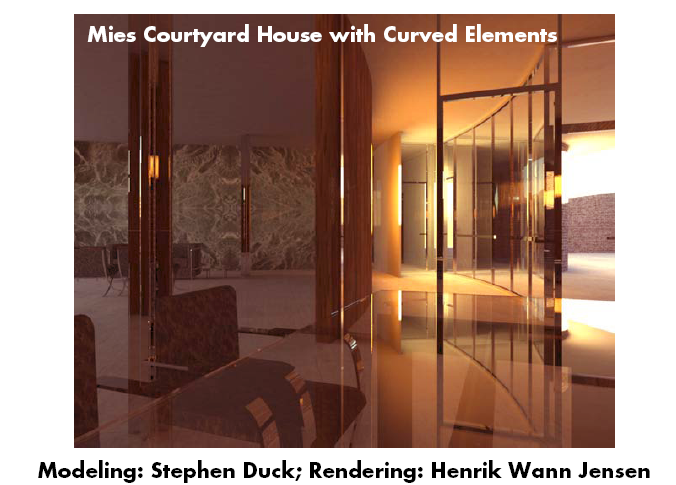 Mies Courtyard House with Curved Elements
Modeling: Stephen Duck; Rendering: Henrik Wann Jensen